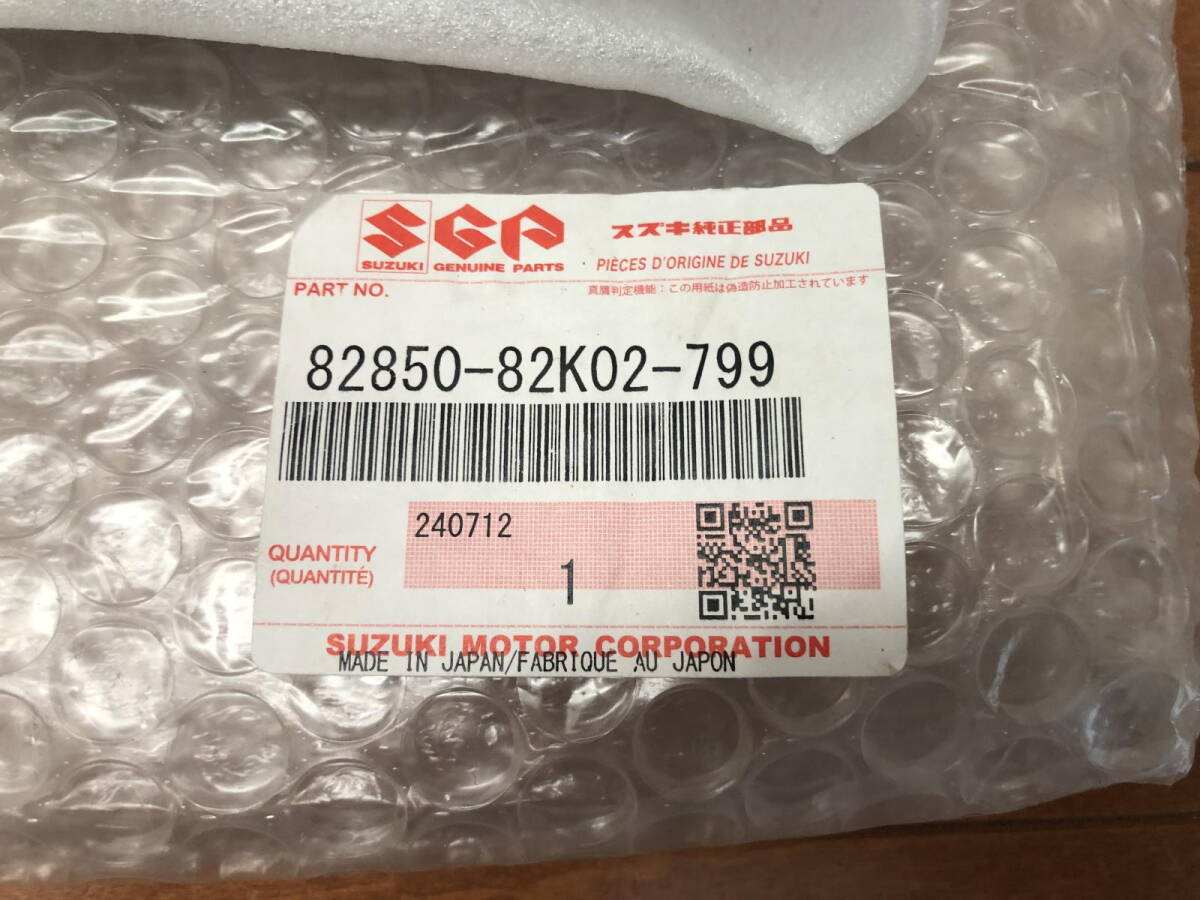 SGP スズキ純正部品
SUZUKI GENUINE PARTS PIÈCES D'ORIGINE DE SUZUKI
PART NO. 真贋判定機能：この用紙は偽造防止加工されています
82850-82K02-799
240712
QUANTITY
(QUANTITÉ) 1
SUZUKI MOTOR CORPORATION
MADE IN JAPAN/FABRIQUE AU JAPON